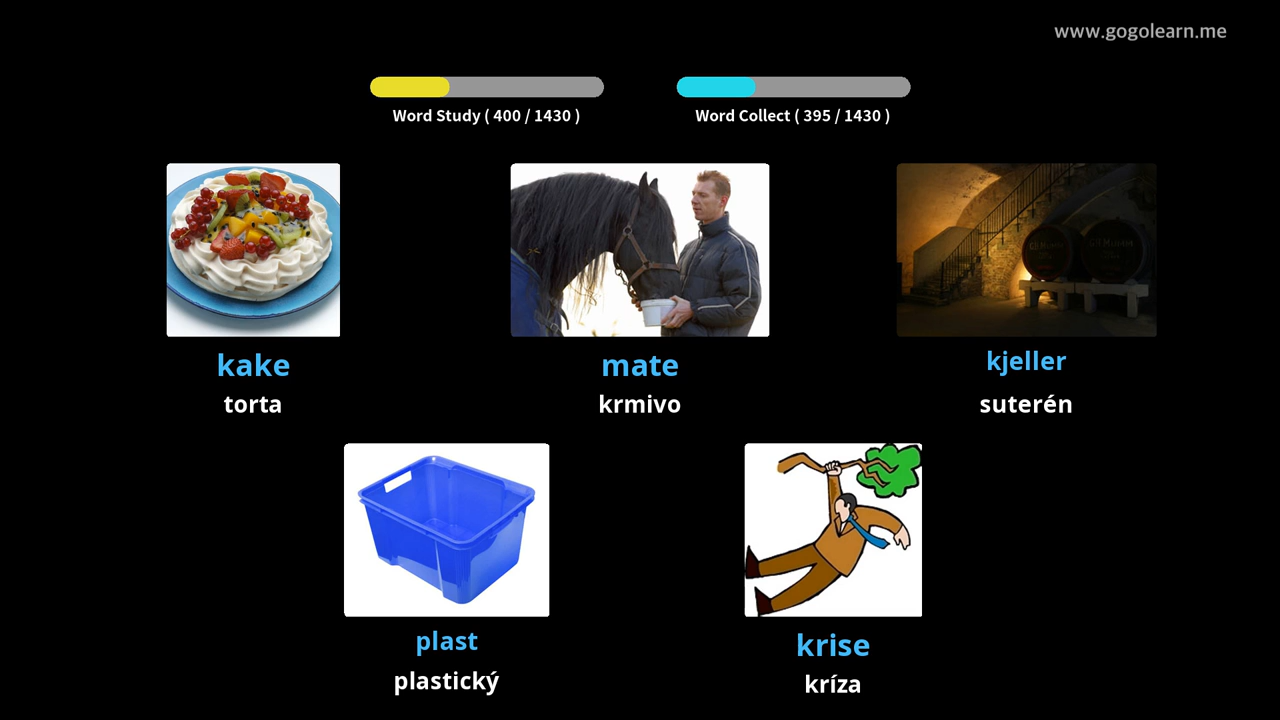 www.gogolearn.me
Word Study ( 400 / 1430 )
Word Collect ( 395 / 1430 )
kake
torta
mate
krmivo
kjeller
suterén
plast
plastický
krise
kríza